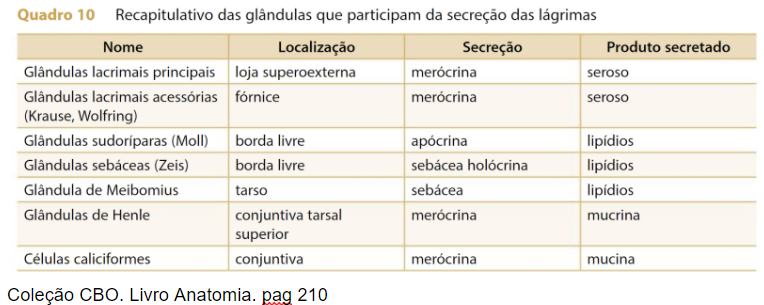 Quadro 10 Recapitulativo das glândulas que participam da secreção das lágrimas
Nome Localização Secreção Produto secretado
Glândulas lacrimais principais loja superoexterna merócrina seroso
Glândulas lacrimais acessórias fórnice merócrina seroso
(Krause, Wolfring)
Glândulas sudoríparas (Moll) borda livre apócrina lipídios
Glândulas sebáceas (Zeis) borda livre sebácea holócrina lipídios
Glândula de Meibomius tarso sebácea lipídios
Glândulas de Henle conjuntiva tarsal merócrina mucrina
superior
Células caliciformes conjuntiva merócrina mucina
Coleção CBO. Livro Anatomia. pag 210